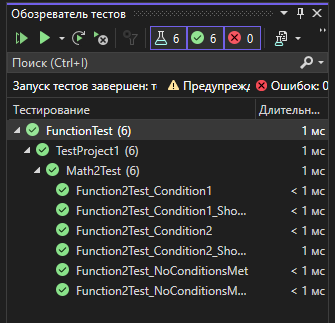 Обозреватель тестов
6 6 0
Поиск (Ctrl+I)
Запуск тестов завершен: т Предупрежд Ошибок: 0
Тестирование Длительн...
FunctionTest (6) 1 мс
TestProject1 (6) 1 мс
Math2Test (6) 1 мс
Function2Test_Condition1 < 1 мс
Function2Test_Condition1_Sho... < 1 мс
Function2Test_Condition2 < 1 мс
Function2Test_Condition2_Sho... 1 мс
Function2Test_NoConditionsMet < 1 мс
Function2Test_NoConditionsM... < 1 мс